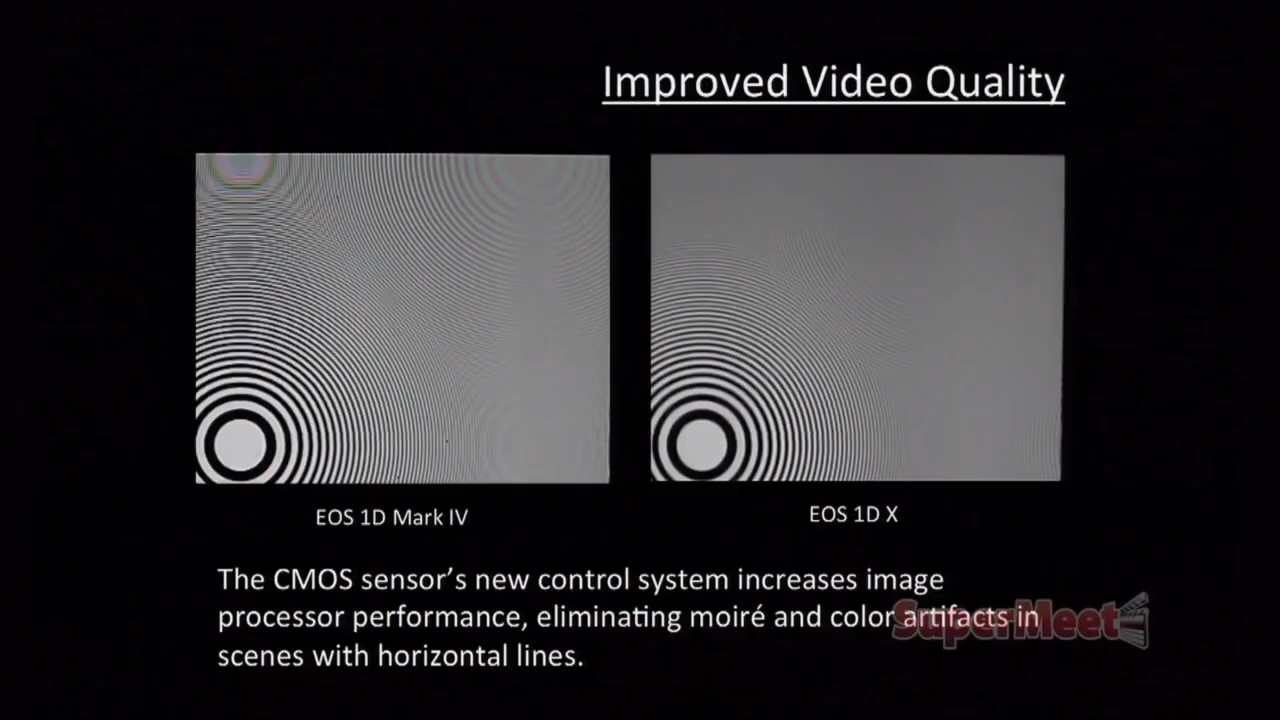 Improved Video Quality
EOS 1D Mark IV
EOS 1D X
The CMOS sensor’s new control system increases image
processor performance, eliminating moiré and color artifacts in
scenes with horizontal lines.
SuperMeet